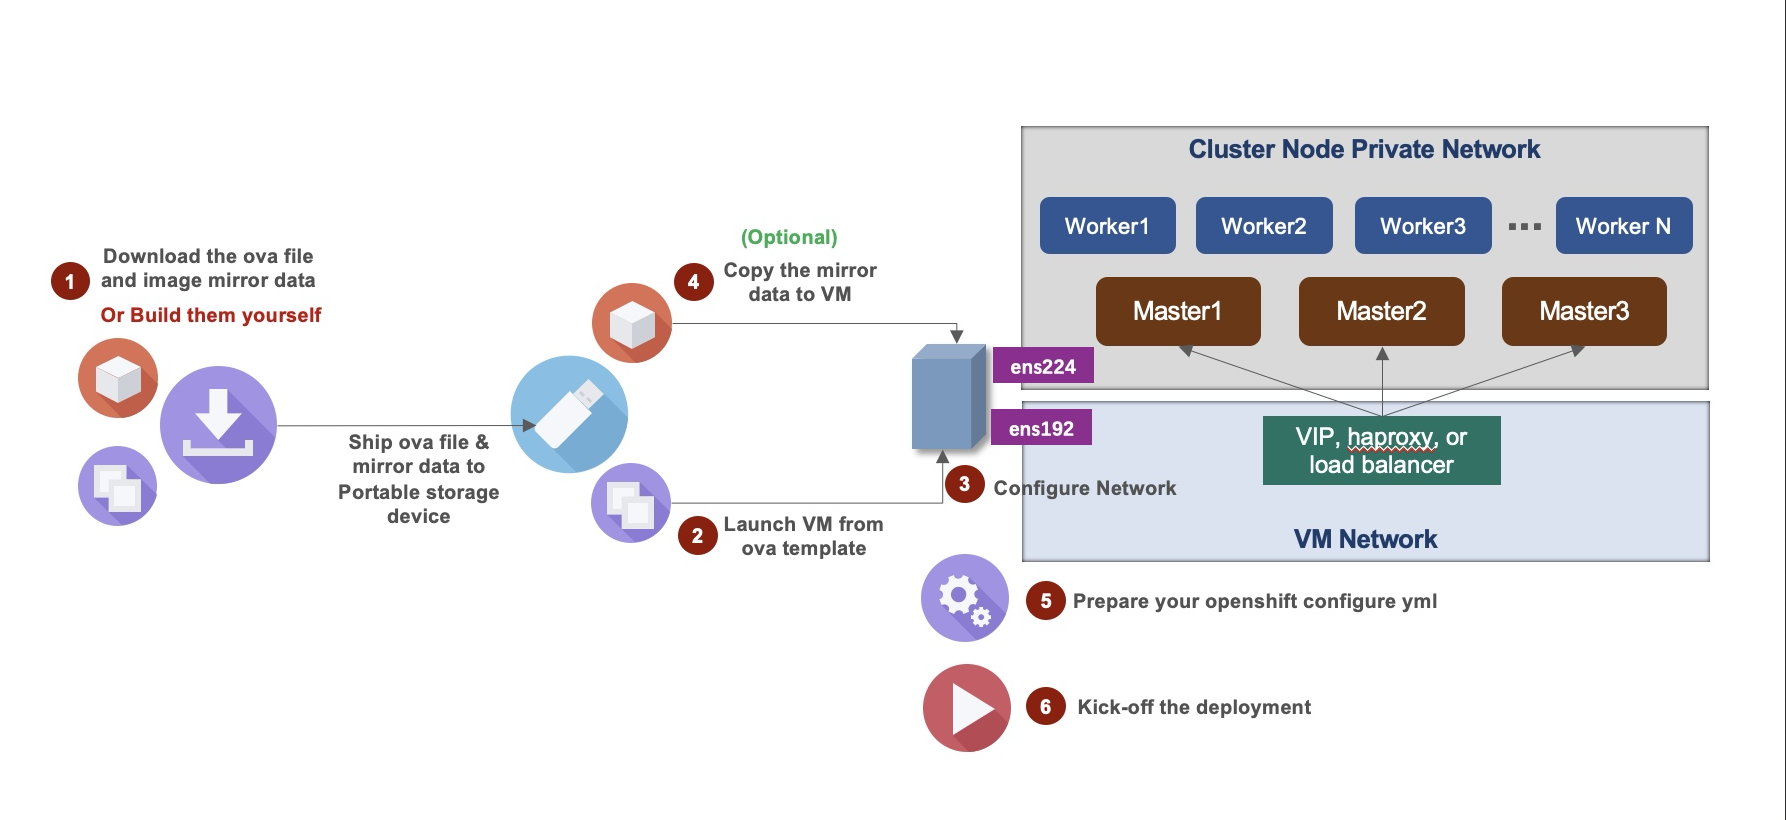 1
Download the ova file
and image mirror data
Or Build them yourself
Ship ova file &
mirror data to
Portable storage
device
(Optional)
4
Copy the mirror
data to VM
2
Launch VM from
ova template
3
Configure Network
ens224
ens192
Cluster Node Private Network
Worker1
Worker2
Worker3
Worker N
Master1
Master2
Master3
VIP, haproxy, or
load balancer
VM Network
5
Prepare your openshift configure yml
6
Kick-off the deployment